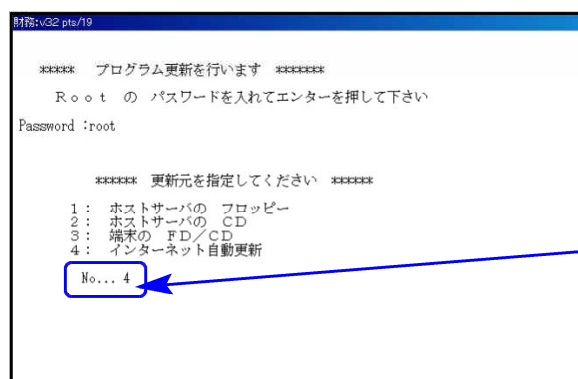 財務:v32 pts/19
***** プログラム更新を行います *******
Ｒｏｏｔ の パスワードを入れてエンターを押して下さい
Password :root
****** 更新元を指定してください ******
１： ホストサーバの フロッピー
２： ホストサーバの ＣＤ
３： 端末の ＦＤ／ＣＤ
４： インターネット自動更新
No... 4